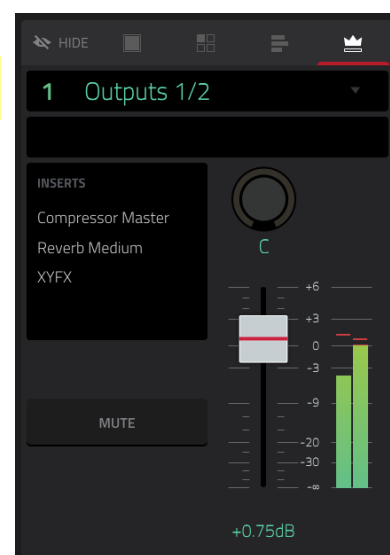 HIDE
1 Outputs 1/2
INSERTS
Compressor Master
Reverb Medium
XYFX
C
+6
+3
0
-3
-9
-20
-30
-∞
MUTE
+0.75dB